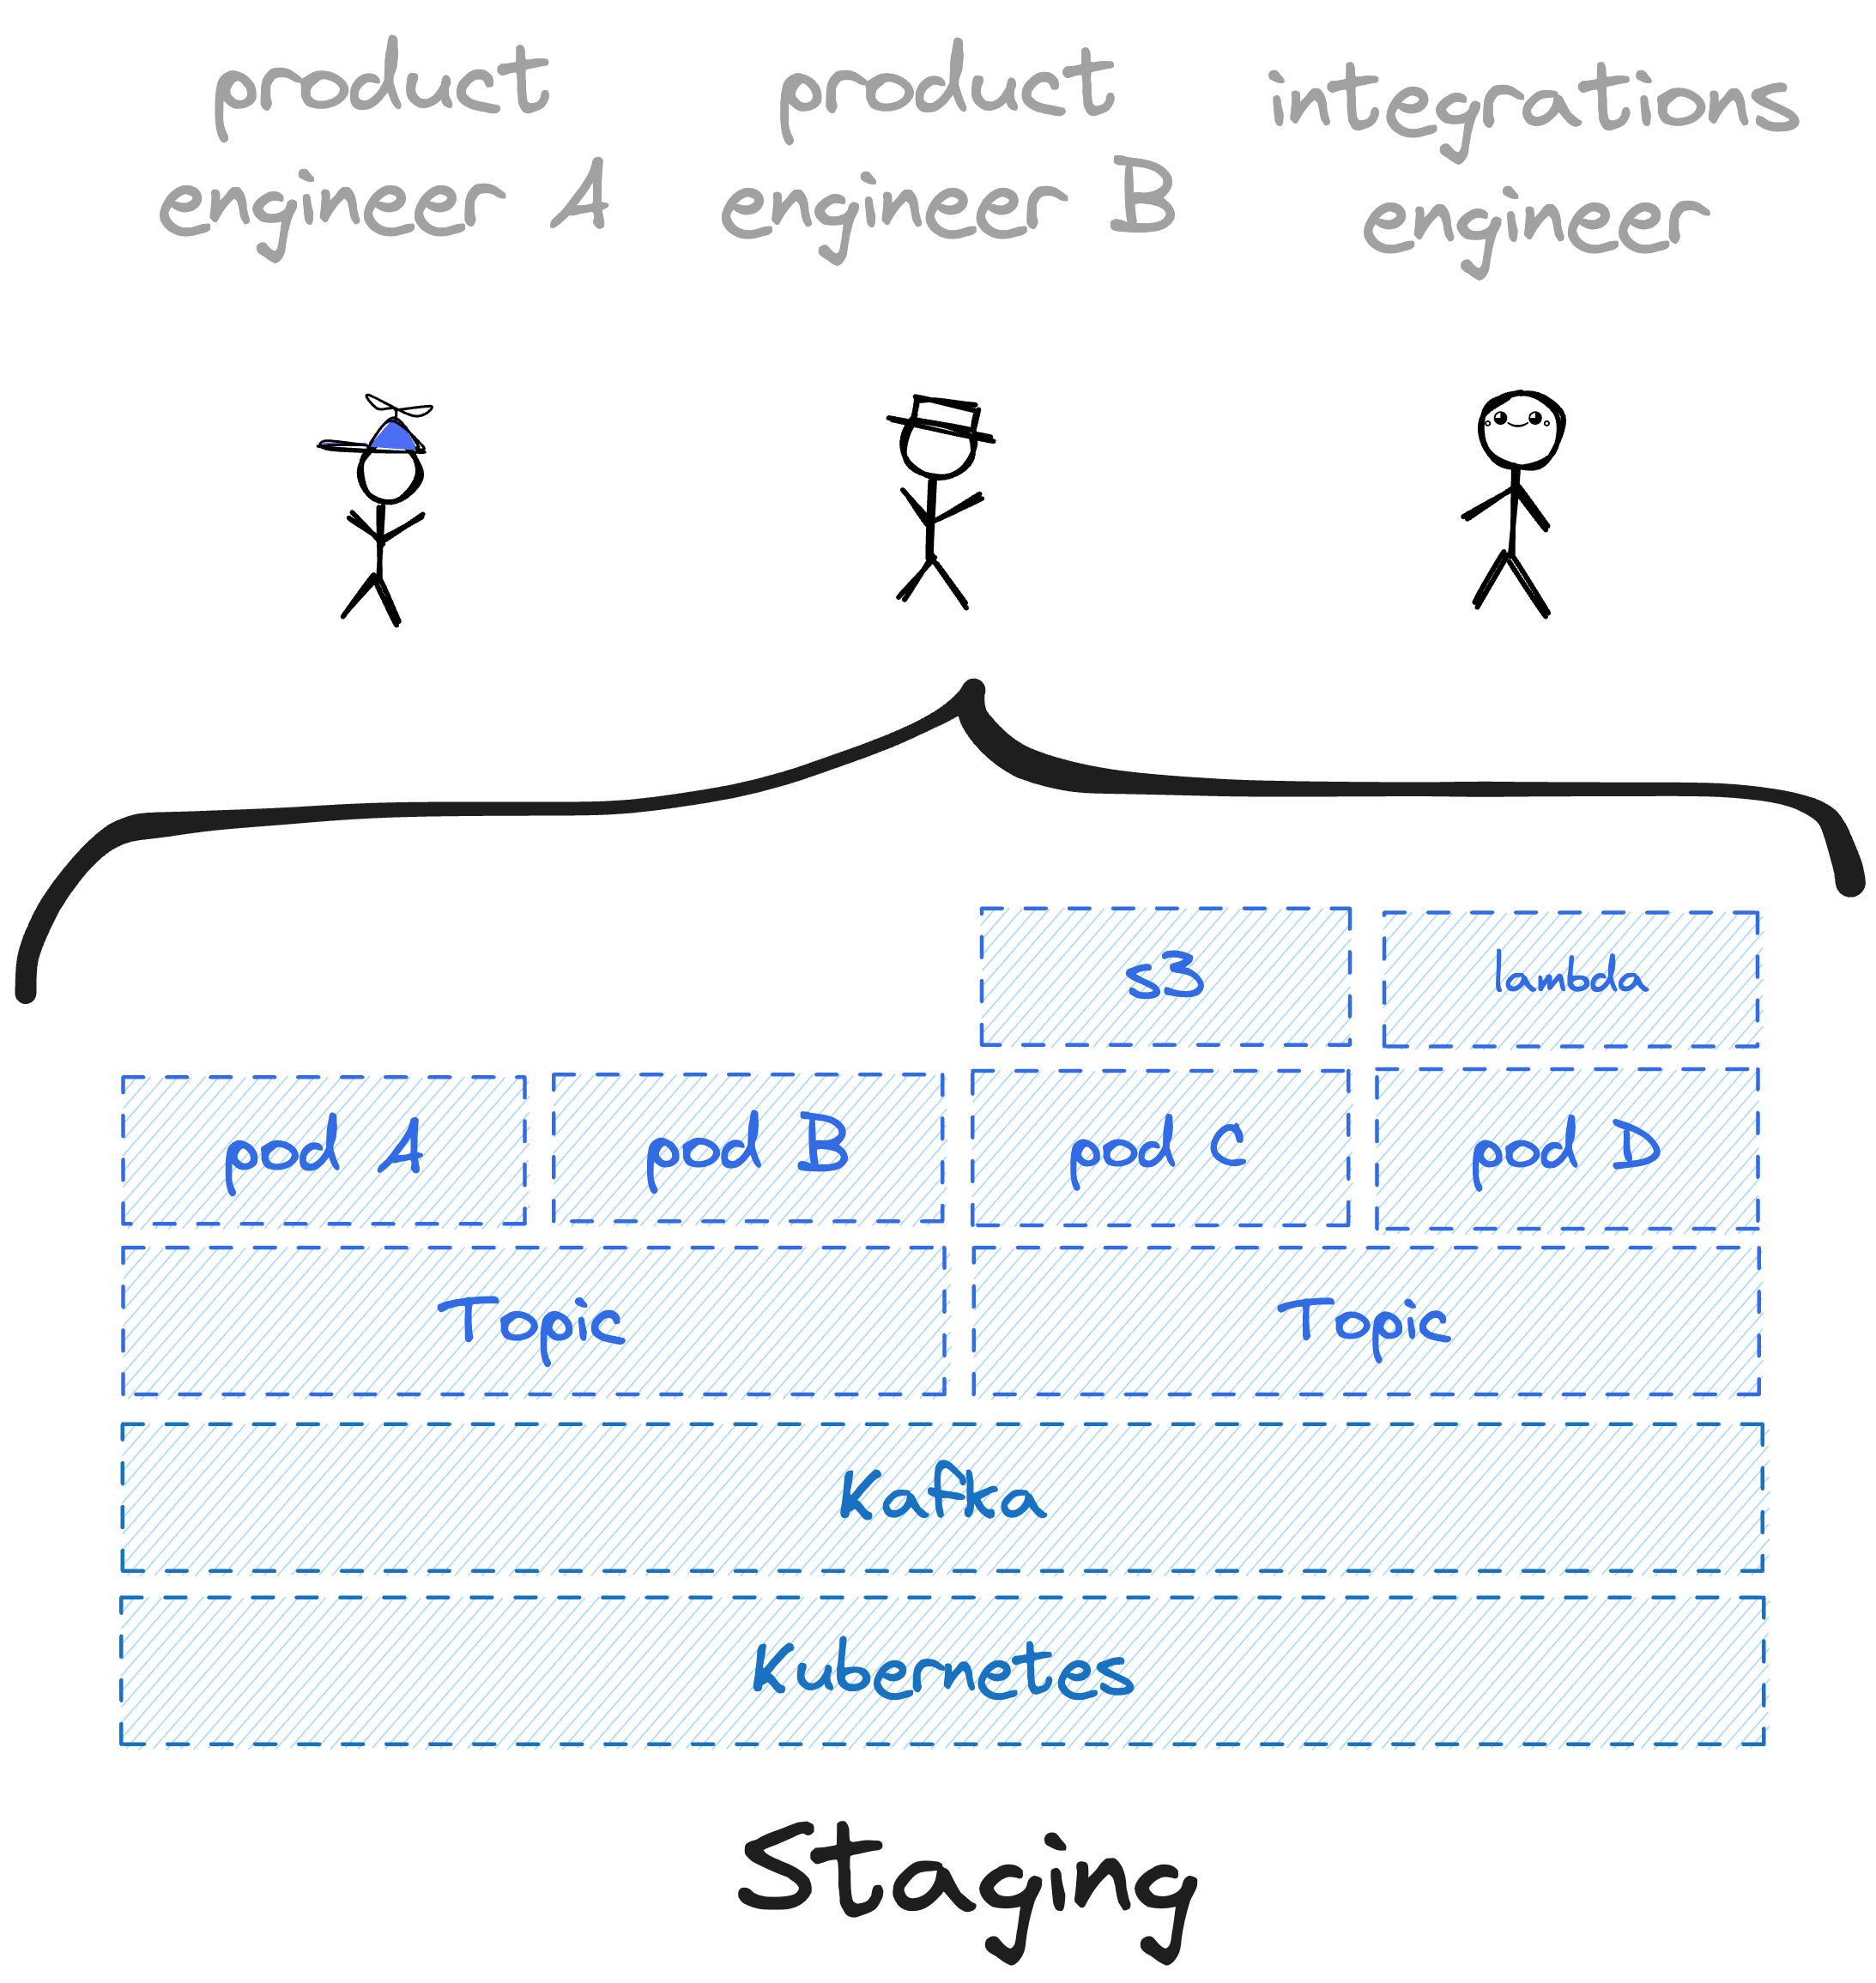 product
engineer A
product
engineer B
integrations
engineer
s3
lambda
pod A
pod B
pod C
pod D
Topic
Topic
Kafka
Kubernetes
Staging